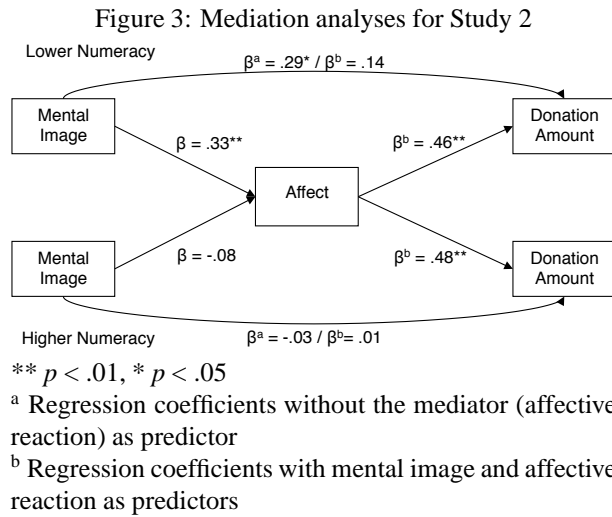 Figure 3: Mediation analyses for Study 2
Lower Numeracy
βᵃ = .29* / βᵇ = .14
Mental
Image
Donation
Amount
β = .33**
βᵇ = .46**
Affect
β = -.08
βᵇ = .48**
Mental
Image
Donation
Amount
Higher Numeracy
βᵃ = -.03 / βᵇ= .01
** p < .01, * p < .05
ᵃ Regression coefficients without the mediator (affective
reaction) as predictor
ᵇ Regression coefficients with mental image and affective
reaction as predictors